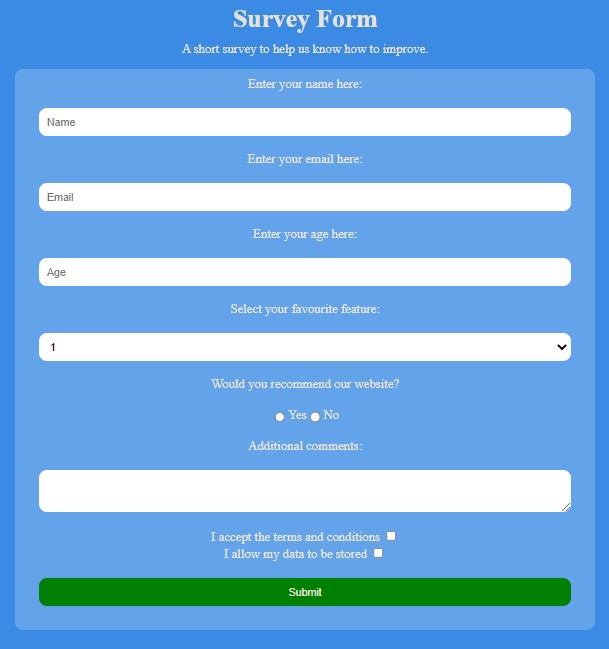 Survey Form
A short survey to help us know how to improve.
Enter your name here:
Name
Enter your email here:
Email
Enter your age here:
Age
Select your favourite feature:
1
Would you recommend our website?
Yes No
Additional comments:
I accept the terms and conditions
I allow my data to be stored
Submit